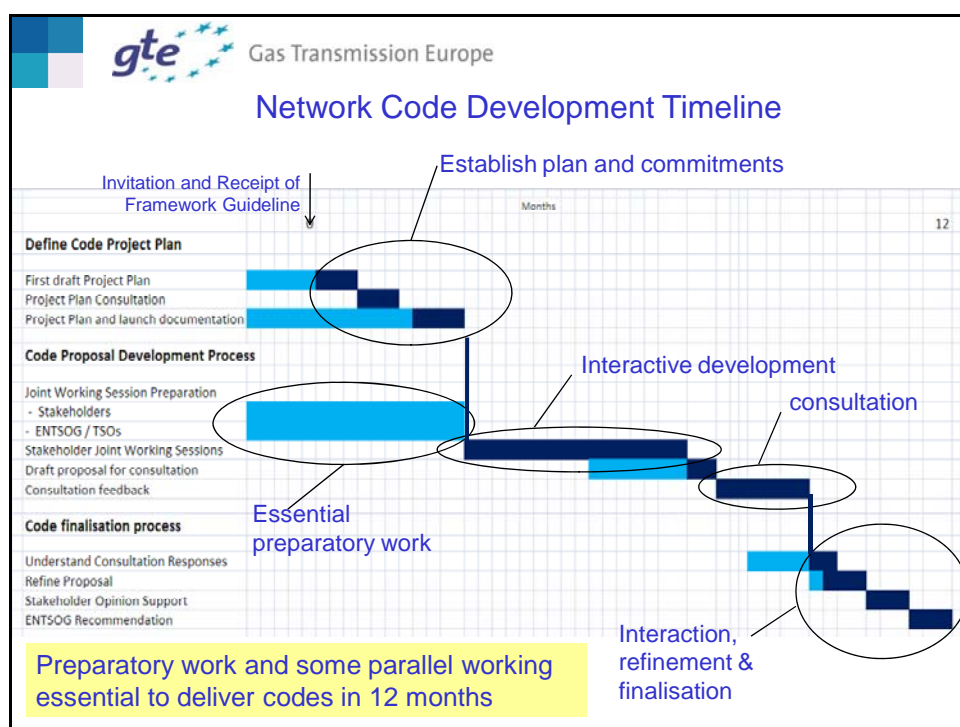 gte Gas Transmission Europe
Network Code Development Timeline
Establish plan and commitments
Invitation and Receipt of
Framework Guideline
Months
0
12
Define Code Project Plan
First draft Project Plan
Project Plan Consultation
Project Plan and launch documentation
Code Proposal Development Process
Interactive development
Joint Working Session Preparation
consultation
- Stakeholders
- ENTSOG / TSOs
Stakeholder Joint Working Sessions
Draft proposal for consultation
Consultation feedback
Essential
preparatory work
Code finalisation process
Understand Consultation Responses
Refine Proposal
Stakeholder Opinion Support
ENTSOG Recommendation
Interaction,
refinement &
finalisation
Preparatory work and some parallel working
essential to deliver codes in 12 months